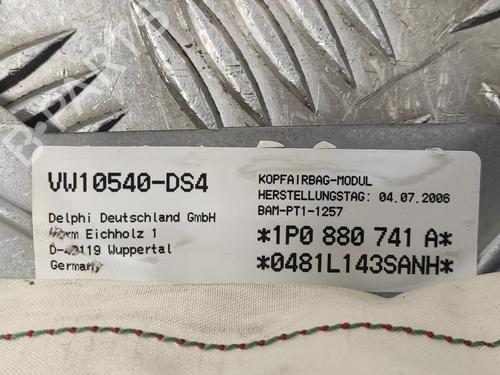 VW10540-DS4
Delphi Deutschland GmbH
Eichholz 1
Wuppertal
Germany
KOPFAIRBAG-MODUL
HERSTELLUNGSTAG: 04.07.2006
BAM-PT1-1257
*1P0 880 741 A*
*0481L143SANH*